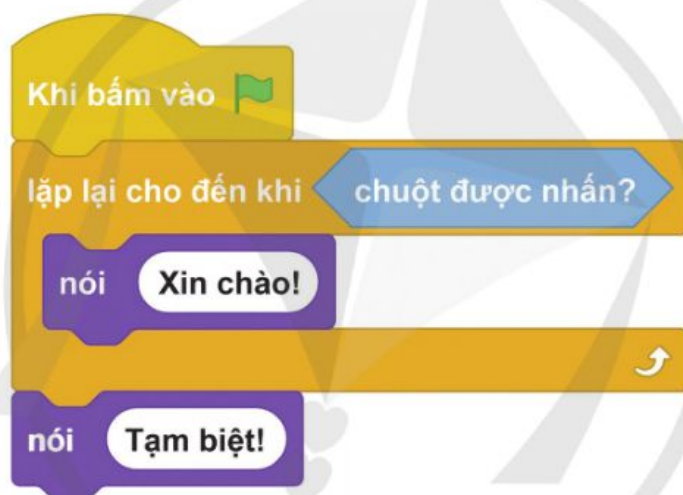 Khi bấm vào
lặp lại cho đến khi chuột được nhấn?
nói Xin chào!
nói Tạm biệt!